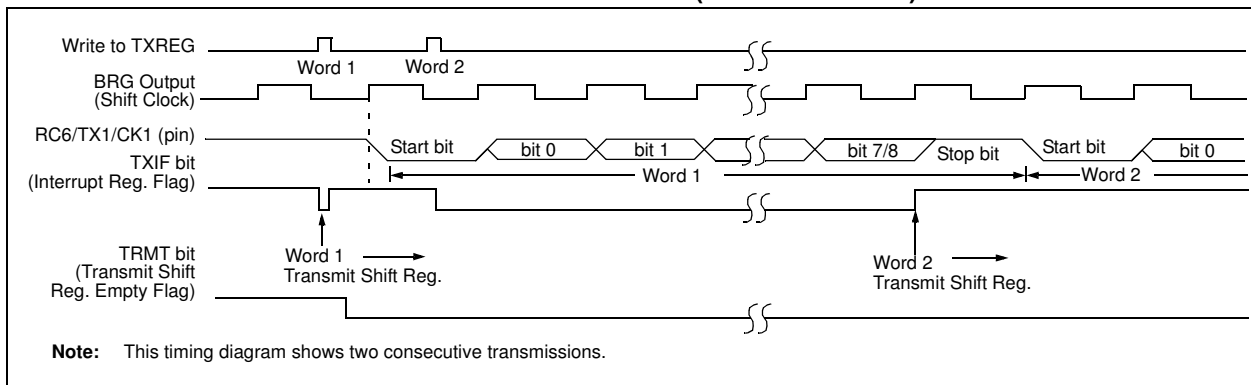 Write to TXREG
Word 1
Word 2
BRG Output
(Shift Clock)
RC6/TX1/CK1 (pin)
Start bit
bit 0
bit 1
bit 7/8
Stop bit
Start bit
bit 0
TXIF bit
(Interrupt Reg. Flag)
Word 1
Word 2
Word 1
Transmit Shift Reg.
Word 2
Transmit Shift Reg.
TRMT bit
(Transmit Shift
Reg. Empty Flag)
Note: This timing diagram shows two consecutive transmissions.